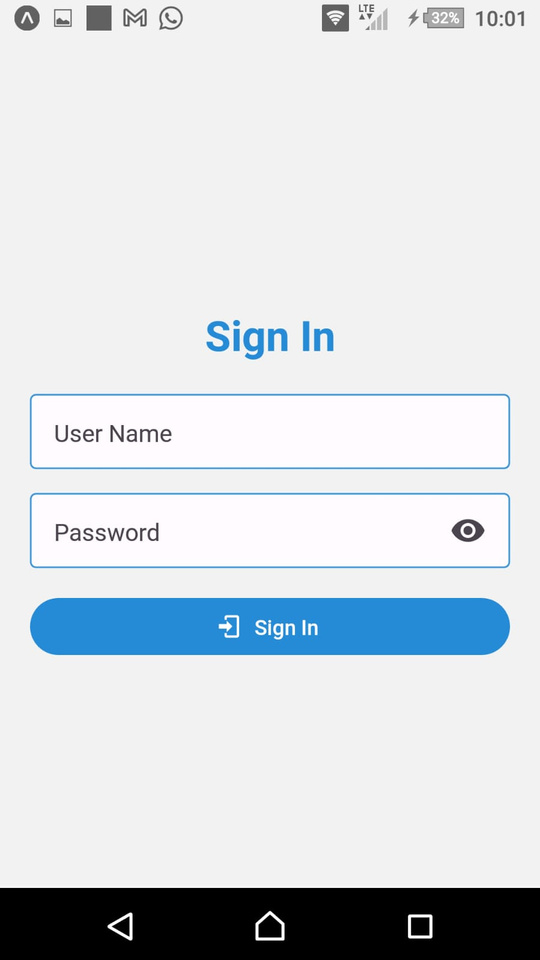 LTE
32%
10:01
Sign In
User Name
Password
Sign In